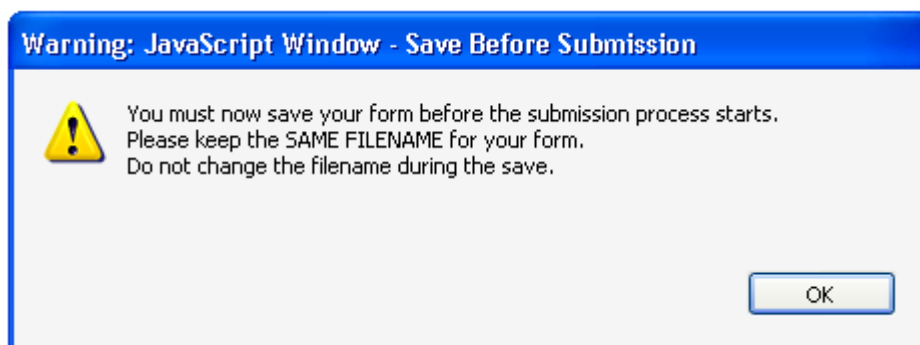 Warning: JavaScript Window - Save Before Submission
You must now save your form before the submission process starts.
Please keep the SAME FILENAME for your form.
Do not change the filename during the save.
OK